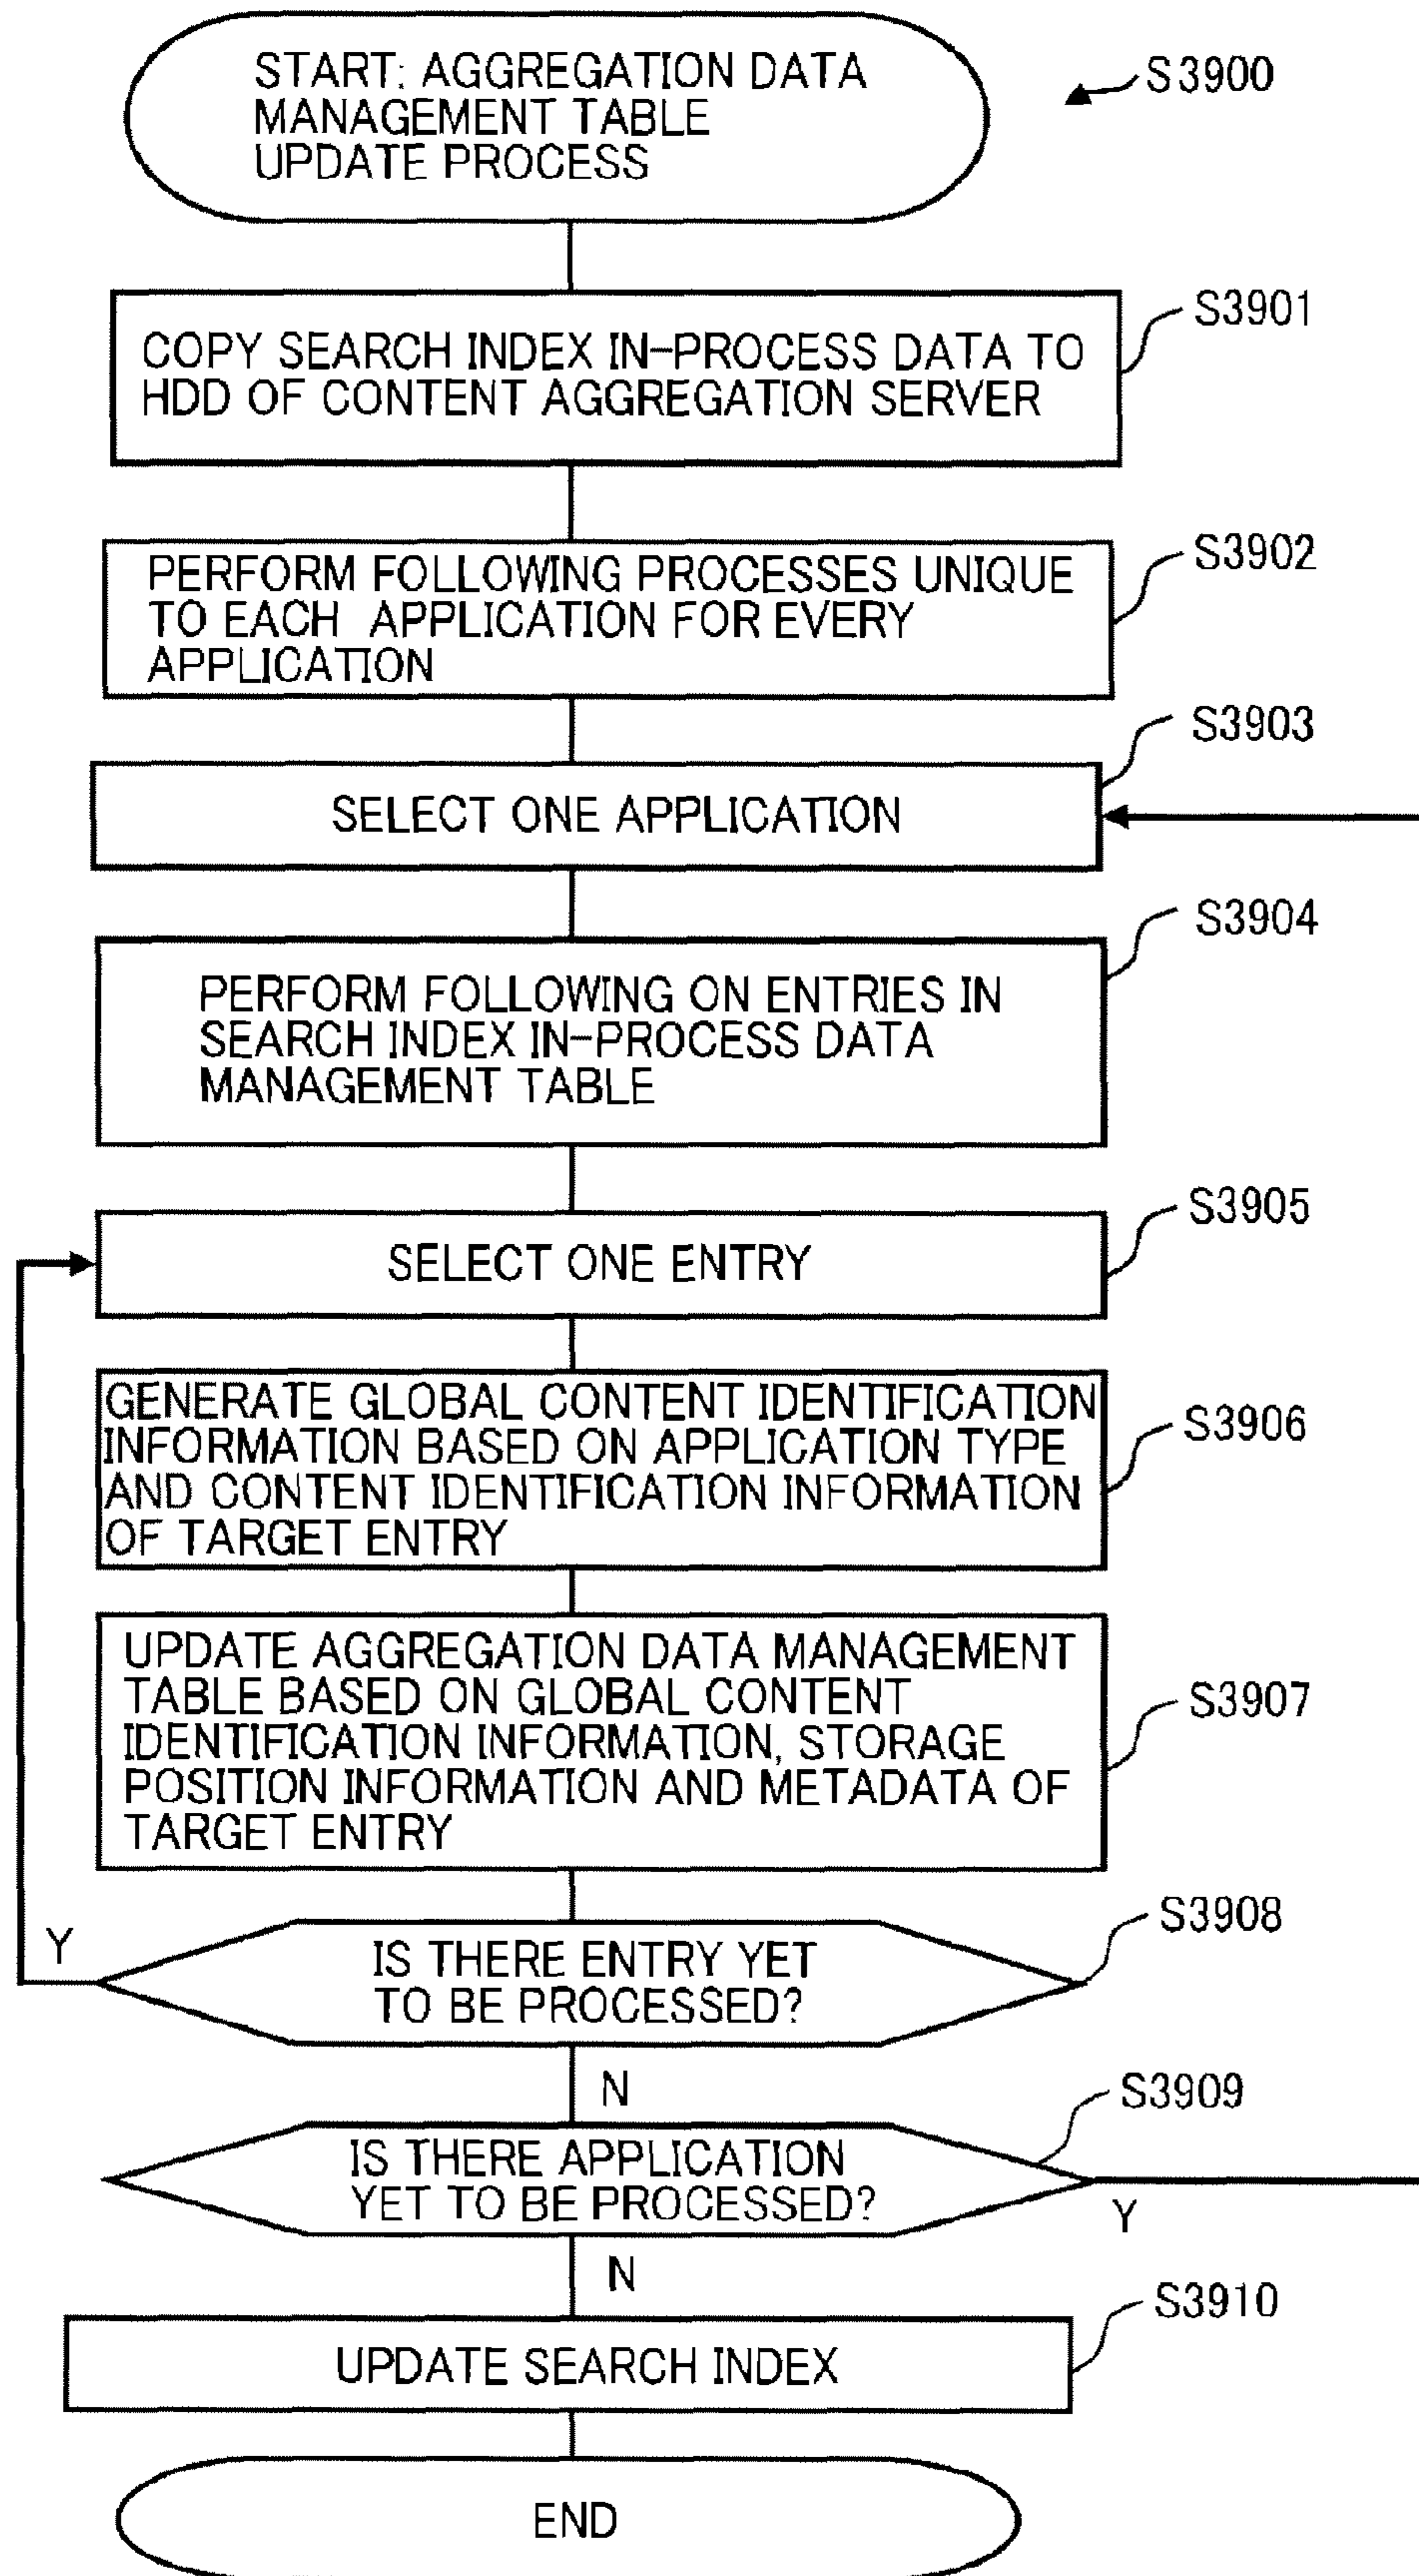 START: AGGREGATION DATA
MANAGEMENT TABLE
UPDATE PROCESS
S3900
COPY SEARCH INDEX IN-PROCESS DATA TO
HDD OF CONTENT AGGREGATION SERVER
S3901
PERFORM FOLLOWING PROCESSES UNIQUE
TO EACH APPLICATION FOR EVERY
APPLICATION
S3902
SELECT ONE APPLICATION
S3903
PERFORM FOLLOWING ON ENTRIES IN
SEARCH INDEX IN-PROCESS DATA
MANAGEMENT TABLE
S3904
SELECT ONE ENTRY
S3905
GENERATE GLOBAL CONTENT IDENTIFICATION
INFORMATION BASED ON APPLICATION TYPE
AND CONTENT IDENTIFICATION INFORMATION
OF TARGET ENTRY
S3906
UPDATE AGGREGATION DATA MANAGEMENT
TABLE BASED ON GLOBAL CONTENT
IDENTIFICATION INFORMATION, STORAGE
POSITION INFORMATION AND METADATA OF
TARGET ENTRY
S3907
IS THERE ENTRY YET
TO BE PROCESSED?
S3908
Y
N
IS THERE APPLICATION
YET TO BE PROCESSED?
S3909
Y
N
UPDATE SEARCH INDEX
S3910
END